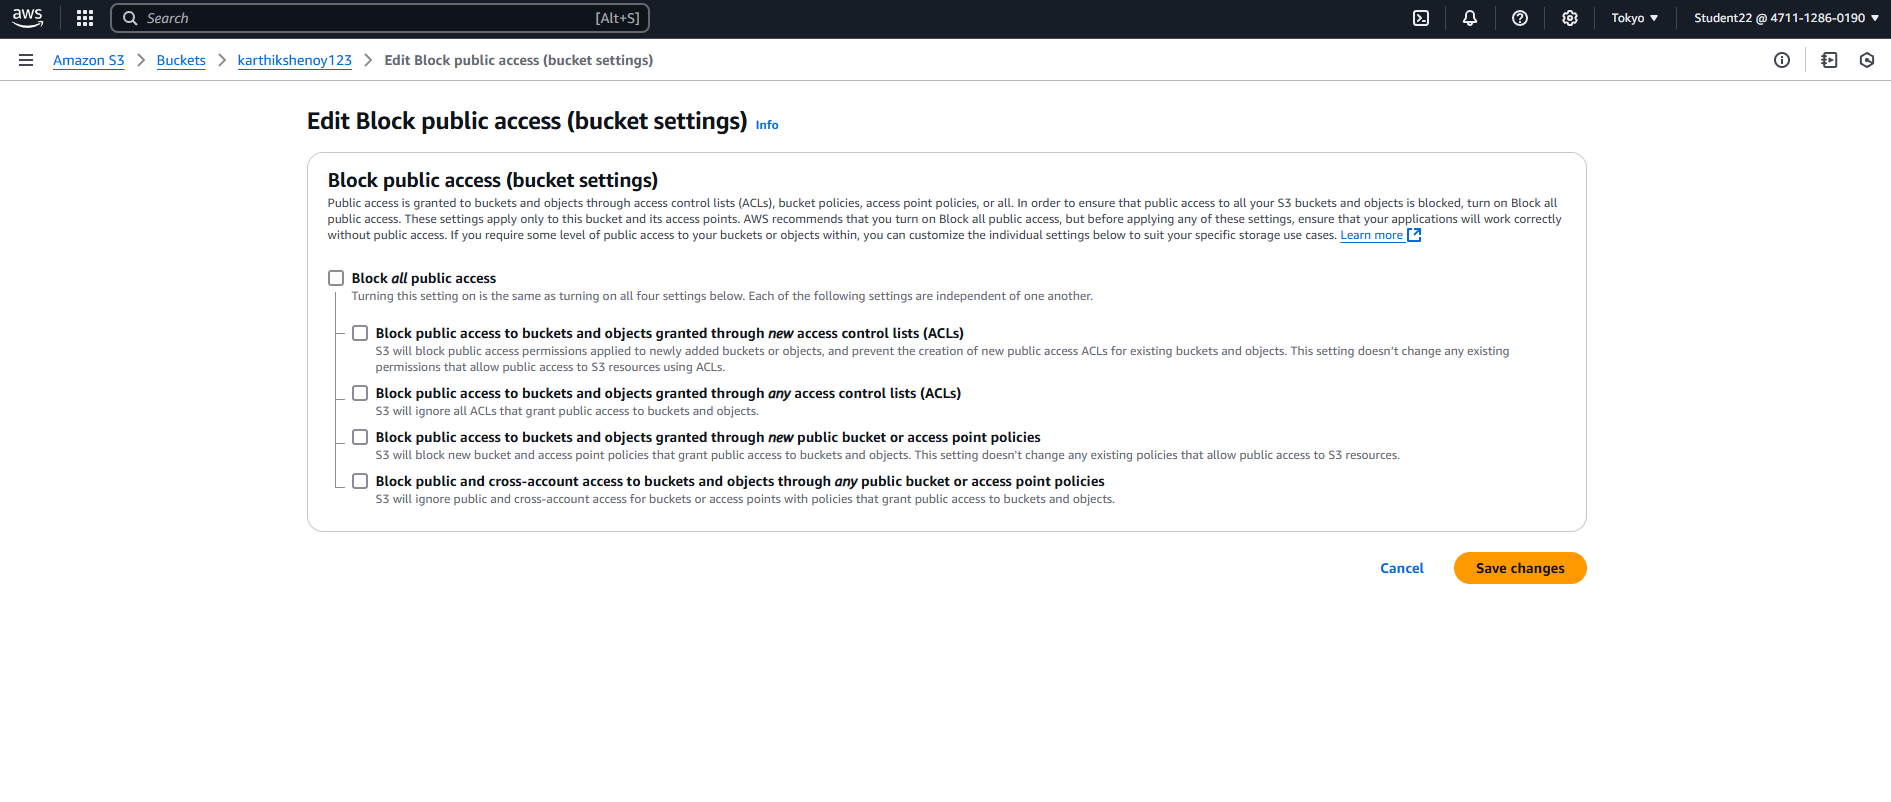 aws
Search
[Alt+S]
Tokyo
Student22 @ 4711-1286-0190
Amazon S3
Buckets
karthikshenoy123
Edit Block public access (bucket settings)
Edit Block public access (bucket settings)
Info
Block public access (bucket settings)
Public access is granted to buckets and objects through access control lists (ACLs), bucket policies, access point policies, or all. In order to ensure that public access to all your S3 buckets and objects is blocked, turn on Block all
public access. These settings apply only to this bucket and its access points. AWS recommends that you turn on Block all public access, but before applying any of these settings, ensure that your applications will work correctly
without public access. If you require some level of public access to your buckets or objects within, you can customize the individual settings below to suit your specific storage use cases. Learn more
Block all public access
Turning this setting on is the same as turning on all four settings below. Each of the following settings are independent of one another.
Block public access to buckets and objects granted through new access control lists (ACLs)
S3 will block public access permissions applied to newly added buckets or objects, and prevent the creation of new public access ACLs for existing buckets and objects. This setting doesn't change any existing
permissions that allow public access to S3 resources using ACLs.
Block public access to buckets and objects granted through any access control lists (ACLs)
S3 will ignore all ACLs that grant public access to buckets and objects.
Block public access to buckets and objects granted through new public bucket or access point policies
S3 will block new bucket and access point policies that grant public access to buckets and objects. This setting doesn't change any existing policies that allow public access to S3 resources.
Block public and cross-account access to buckets and objects through any public bucket or access point policies
S3 will ignore public and cross-account access for buckets or access points with policies that grant public access to buckets and objects.
Cancel
Save changes